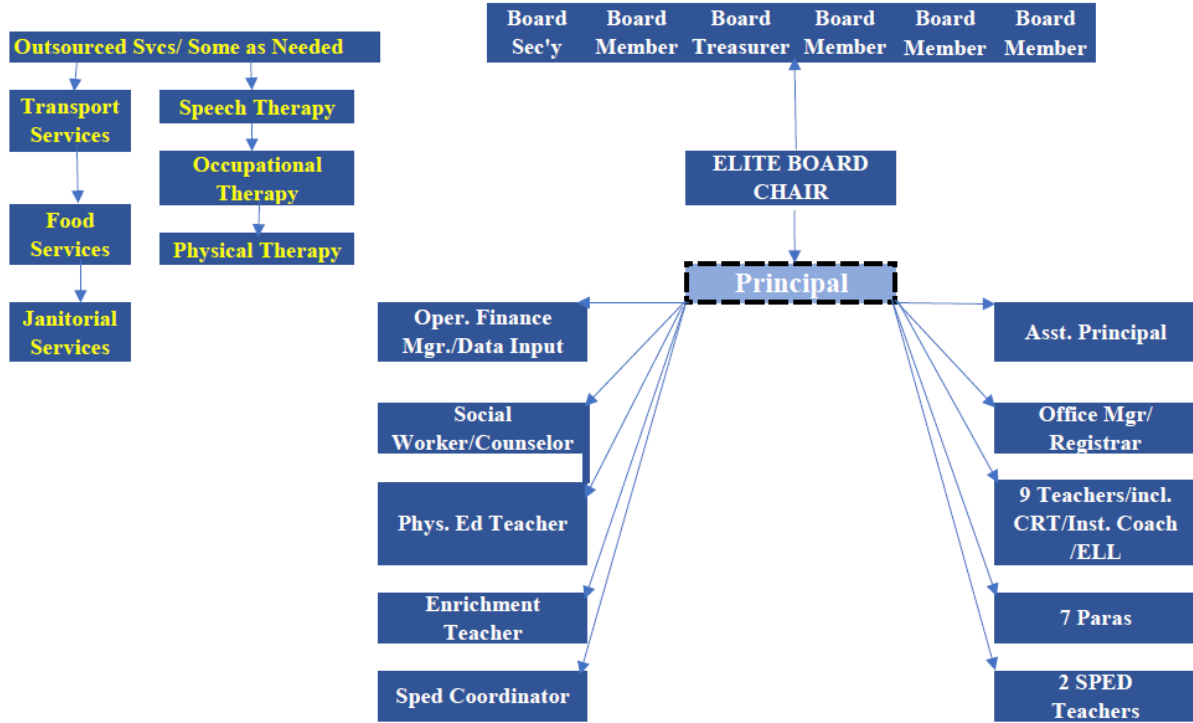 Outsourced Svcs/ Some as Needed
Transport
Services
Food
Services
Janitorial
Services
Speech Therapy
Occupational
Therapy
Physical Therapy
Board Board Board Board Board Board
Sec'y Member Treasurer Member Member Member
ELITE BOARD
CHAIR
Principal
Oper. Finance
Mgr./Data Input
Social
Worker/Counselor
Phys. Ed Teacher
Enrichment
Teacher
Sped Coordinator
Asst. Principal
Office Mgr/
Registrar
9 Teachers/incl.
CRT/Inst. Coach
/ELL
7 Paras
2 SPED
Teachers